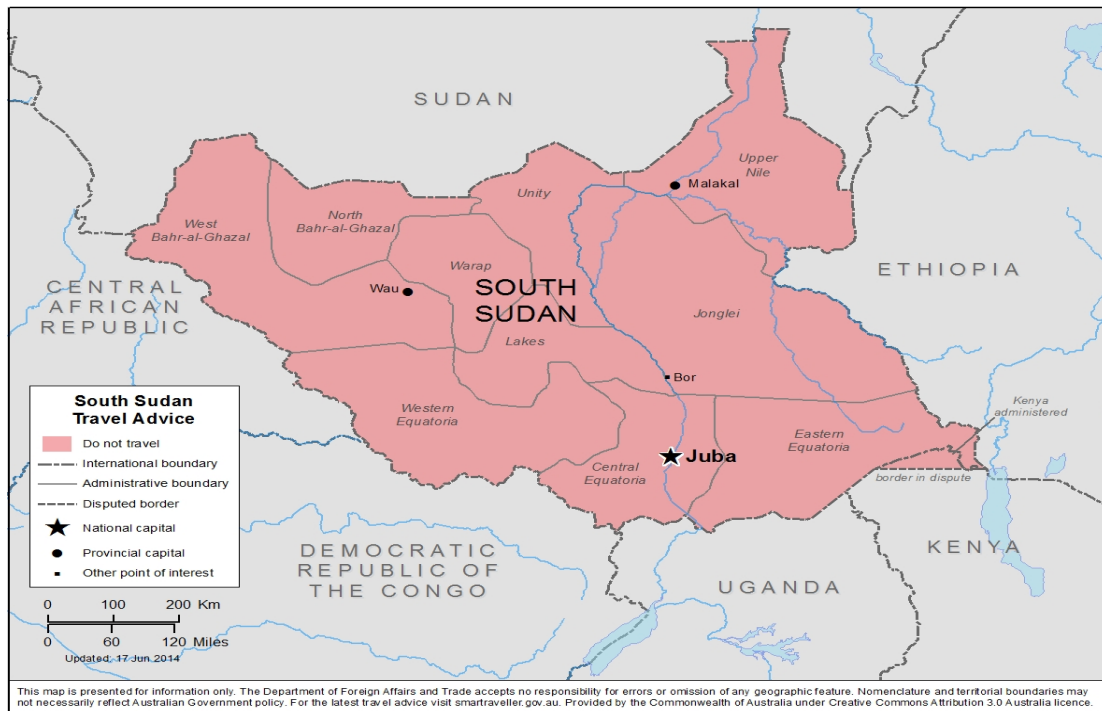 SUDAN
Upper
Nile
Malakal
Unity
West
Bahr-al-Ghazal
North
Bahr-al-Ghazal
Warap
Wau
SOUTH
SUDAN
ETHIOPIA
CENTRAL
AFRICAN
REPUBLIC
Jonglei
Lakes
Bor
Western
Equatoria
Eastern
Equatoria
Kenya
administered
Juba
Central
Equatoria
border in dispute
KENYA
DEMOCRATIC
REPUBLIC OF
THE CONGO
UGANDA
South Sudan
Travel Advice
Do not travel
International boundary
Administrative boundary
Disputed border
National capital
Provincial capital
Other point of interest
0 100 200 Km
0 60 120 Miles
Updated: 17 Jun 2014
This map is presented for information only. The Department of Foreign Affairs and Trade accepts no responsibility for errors or omission of any geographic feature. Nomenclature and territorial boundaries may
not necessarily reflect Australian Government policy. For the latest travel advice visit smartraveller.gov.au. Provided by the Commonwealth of Australia under Creative Commons Attribution 3.0 Australia licence.